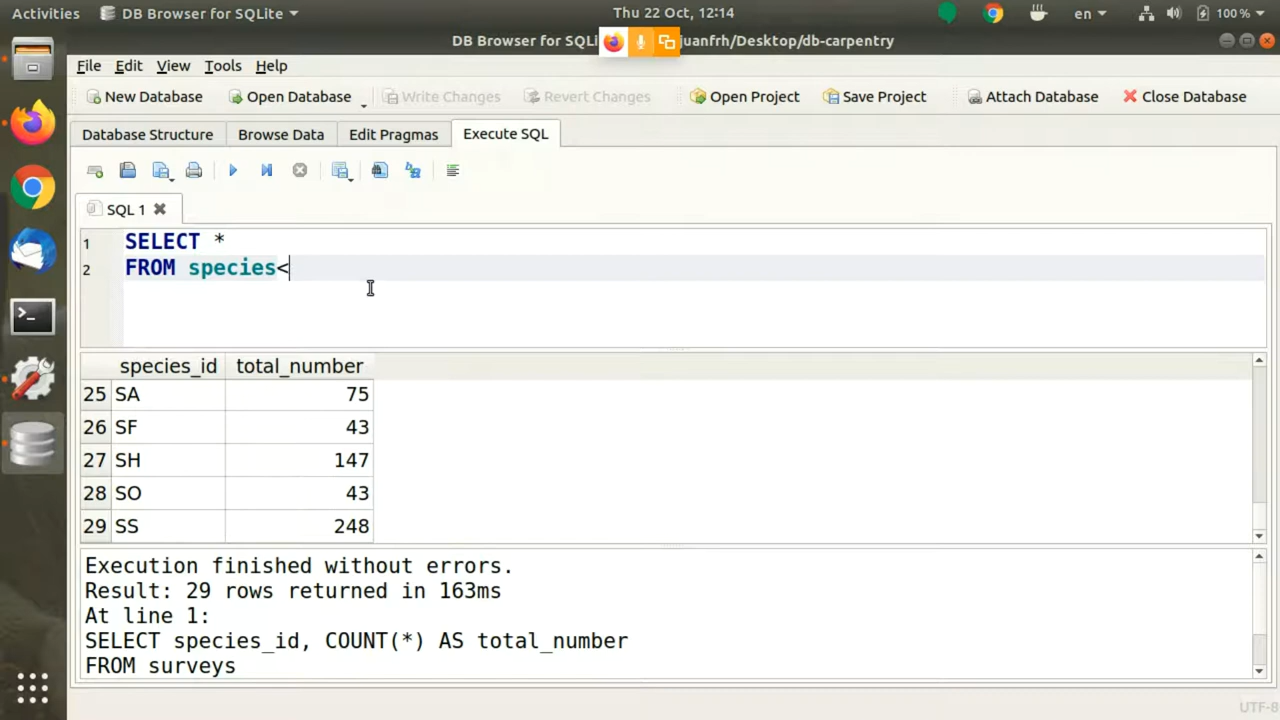 Activities DB Browser for SQLite Thu 22 Oct, 12:14 en 100 %
DB Browser for SQLi juanfrh/Desktop/db-carpentry
File Edit View Tools Help
New Database Open Database Write Changes Revert Changes Open Project Save Project Attach Database Close Database
Database Structure Browse Data Edit Pragmas Execute SQL
SQL 1
1 SELECT *
2 FROM species<
species_id total_number
25 SA 75
26 SF 43
27 SH 147
28 SO 43
29 SS 248
Execution finished without errors.
Result: 29 rows returned in 163ms
At line 1:
SELECT species_id, COUNT(*) AS total_number
FROM surveys
UTF-8